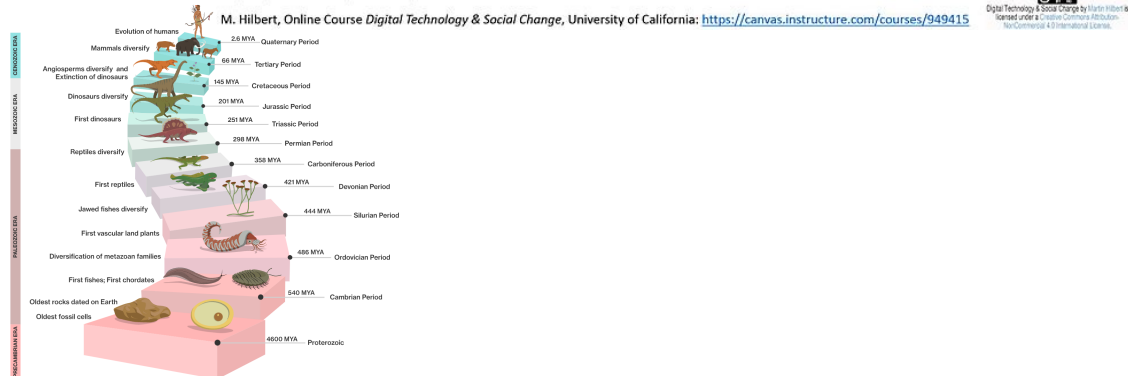 M. Hilbert, Online Course Digital Technology & Social Change, University of California: https://canvas.instructure.com/courses/949415
Digital Technology & Social Change by Martin Hilbert is
licensed under a Creative Commons Attribution-
NonCommercial 4.0 International License.
Evolution of humans
2.6 MYA
Quaternary Period
Mammals diversify
66 MYA
Tertiary Period
Angiosperms diversify and
Extinction of dinosaurs
145 MYA
Cretaceous Period
Dinosaurs diversify
201 MYA
Jurassic Period
First dinosaurs
251 MYA
Triassic Period
298 MYA
Permian Period
Reptiles diversify
358 MYA
Carboniferous Period
First reptiles
421 MYA
Devonian Period
Jawed fishes diversify
444 MYA
Silurian Period
First vascular land plants
486 MYA
Ordovician Period
Diversification of metazoan families
First fishes; First chordates
540 MYA
Cambrian Period
Oldest rocks dated on Earth
Oldest fossil cells
4600 MYA
Proterozoic
CENOZOIC ERA
MESOZOIC ERA
PALEOZOIC ERA
PRECAMBRIAN ERA